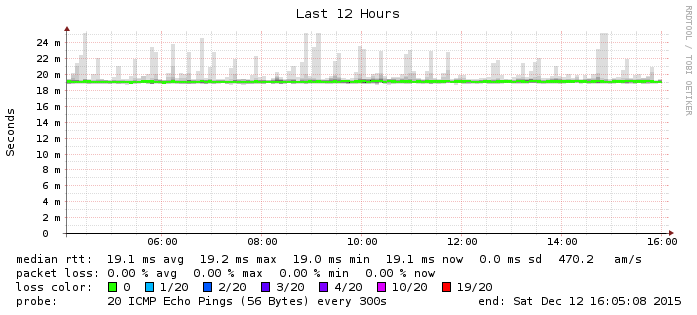 Last 12 Hours
RRDTOOL / TOBI OETIKER
Seconds
24 m
22 m
20 m
18 m
16 m
14 m
12 m
10 m
8 m
6 m
4 m
2 m
0
06:00 08:00 10:00 12:00 14:00 16:00
median rtt: 19.1 ms avg 19.2 ms max 19.0 ms min 19.1 ms now 0.0 ms sd 470.2 am/s
packet loss: 0.00 % avg 0.00 % max 0.00 % min 0.00 % now
loss color: 0 1/20 2/20 3/20 4/20 10/20 19/20
probe: 20 ICMP Echo Pings (56 Bytes) every 300s end: Sat Dec 12 16:05:08 2015